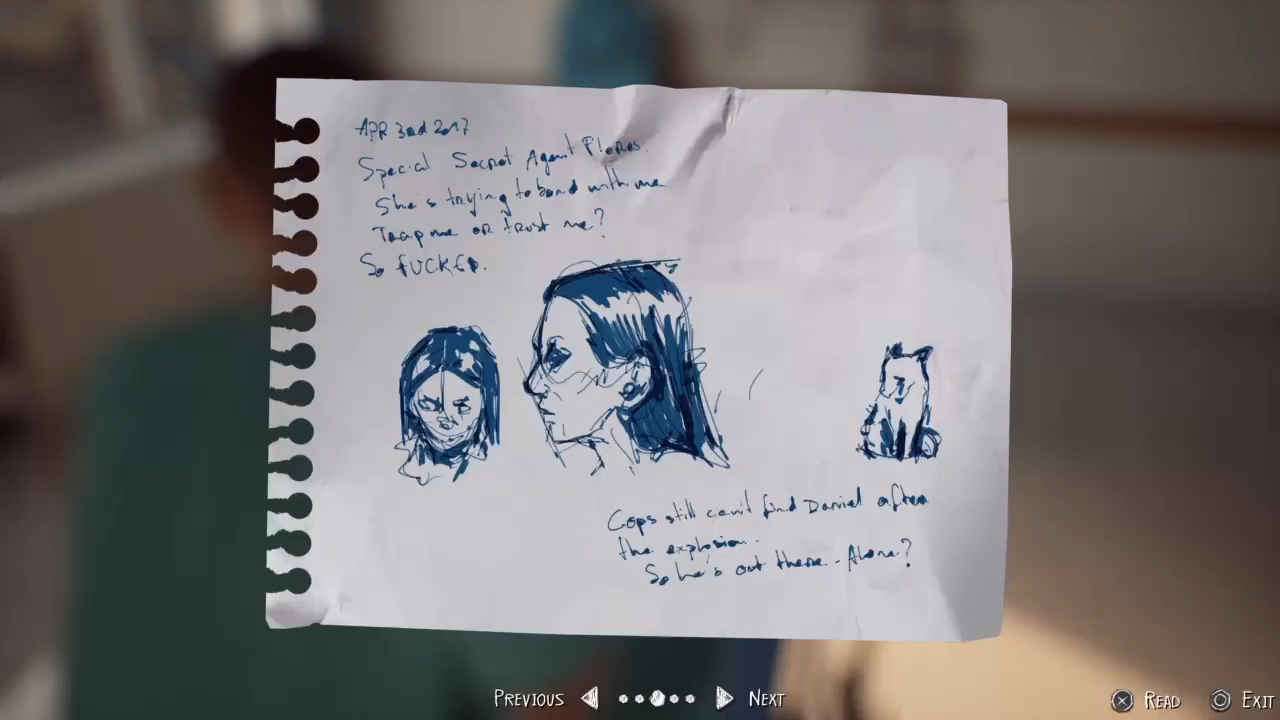 APR 3rd 2017
Special Secret Agent Flores.
She's trying to bond with me
Trap me or trust me?
So FUCKED.
Cops still can't find Daniel after
the explosion.
So he's out there. Alone?
PREVIOUS
NEXT
READ
EXIT